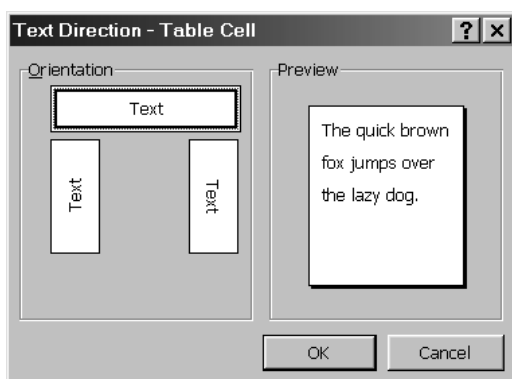 Text Direction - Table Cell
Orientation
Text
Text
Text
Preview
The quick brown
fox jumps over
the lazy dog.
OK
Cancel